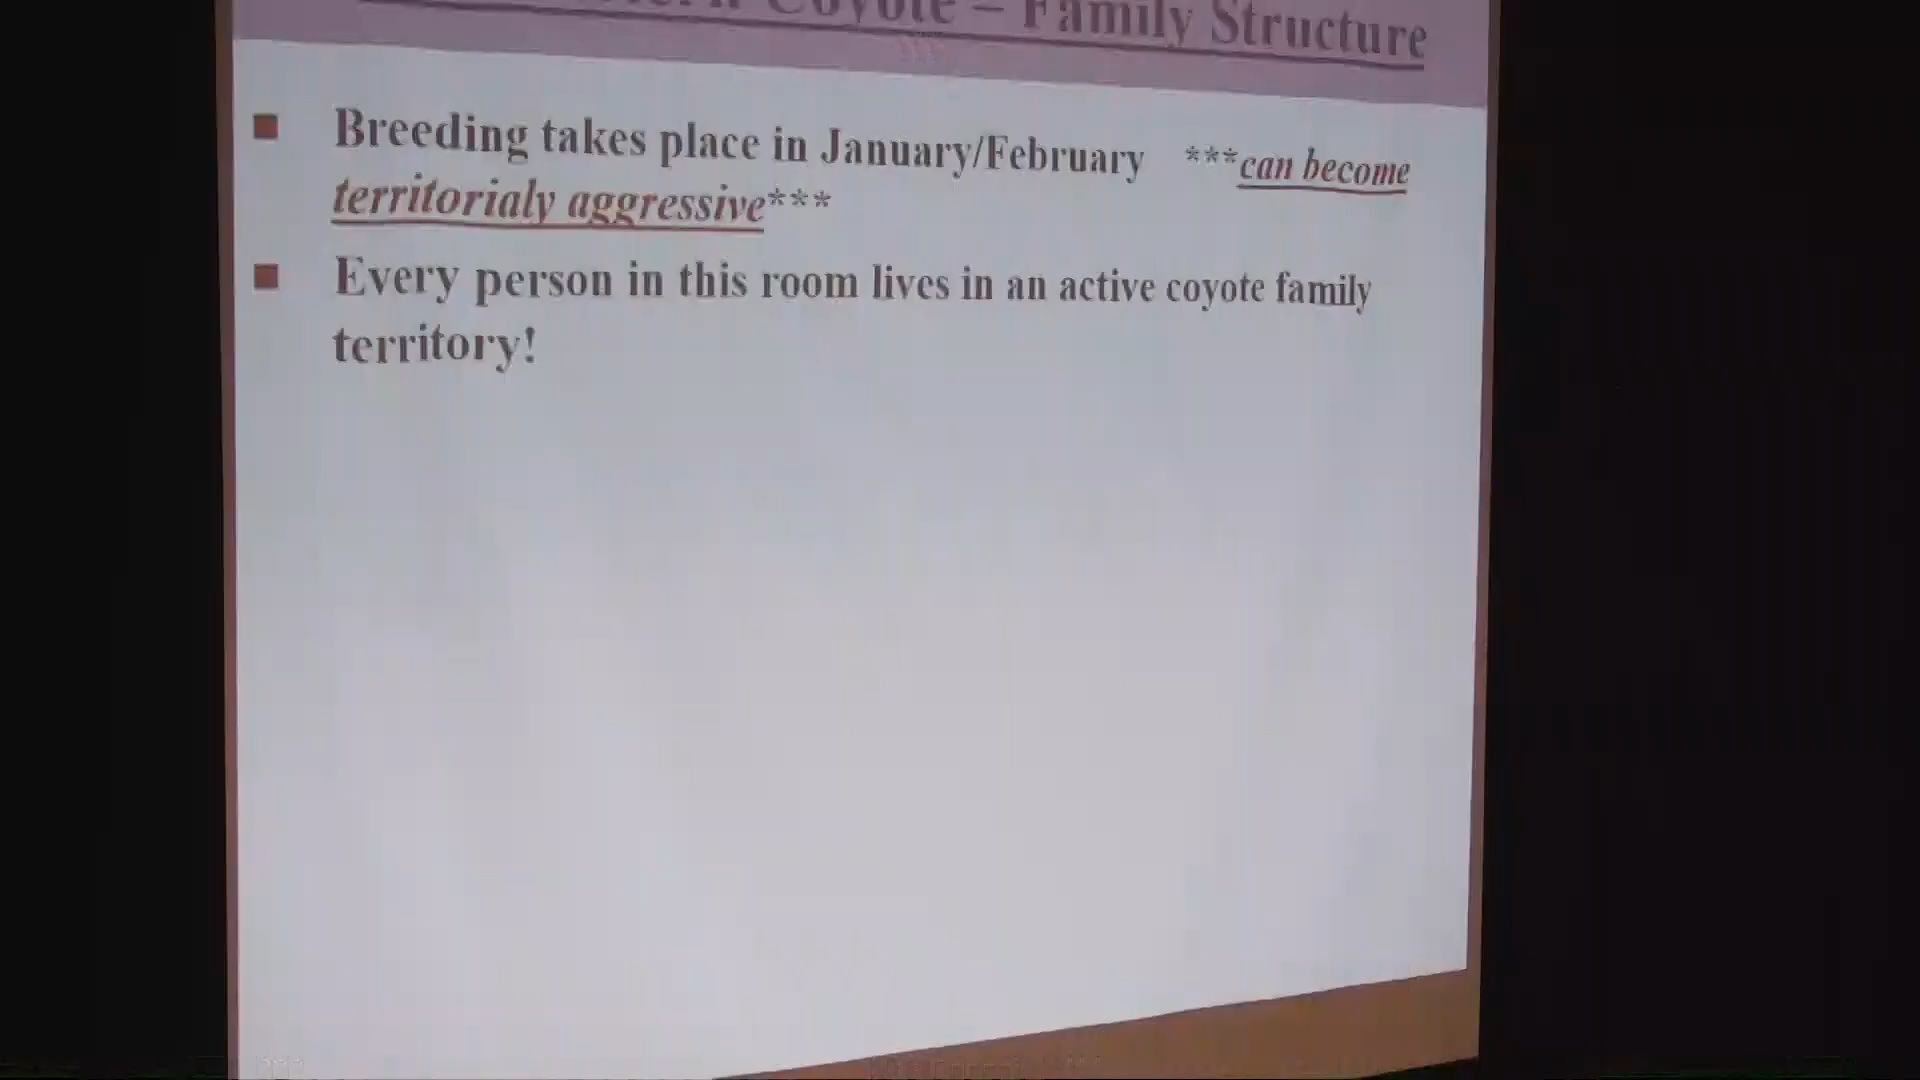 Coyote – Family Structure
Breeding takes place in January/February ***can become
territorialy aggressive***
Every person in this room lives in an active coyote family
territory!